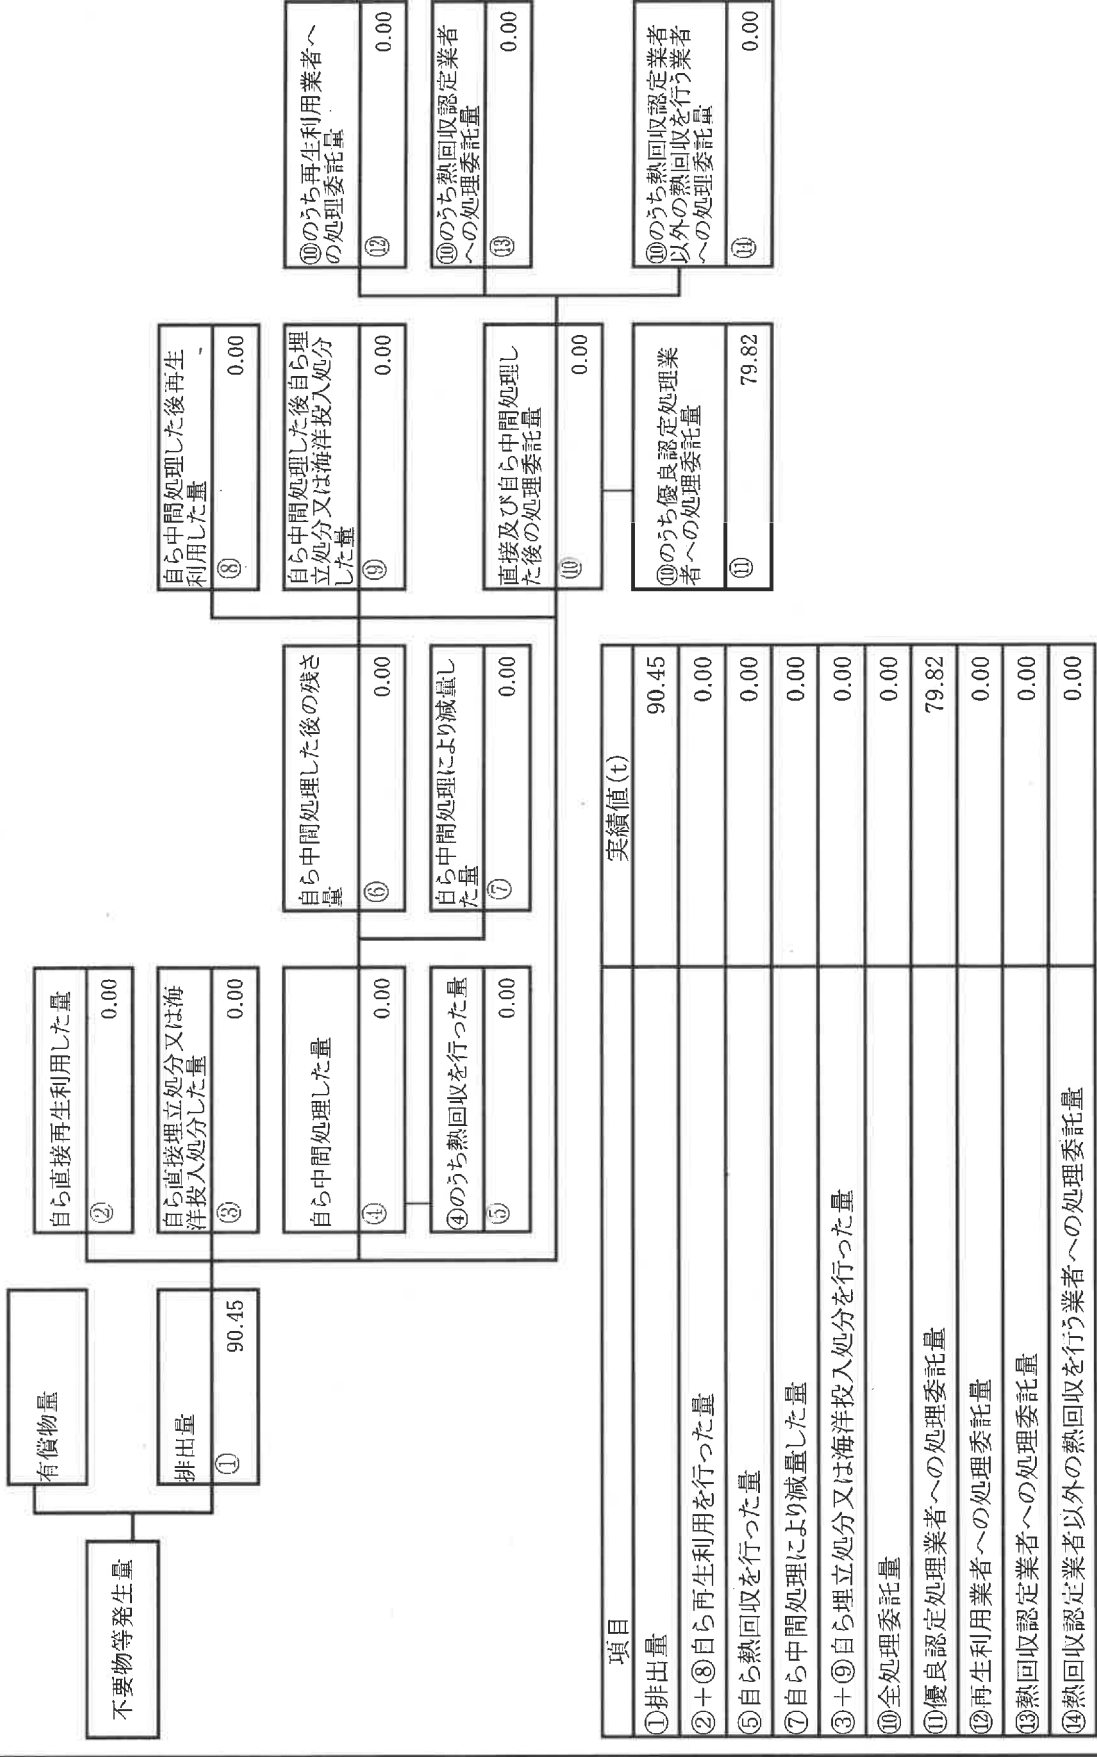 不要物等発生量
有償物量
排出量
① 90.45
自ら直接再生利用した量
② 0.00
自ら直接埋立処分又は海
洋投入処分した量
③ 0.00
自ら中間処理した量
④ 0.00
④のうち熱回収を行った量
⑤ 0.00
自ら中間処理した後の残さ
量
⑥ 0.00
自ら中間処理により減量し
た量
⑦ 0.00
自ら中間処理した後再生
利用した量
⑧ 0.00
自ら中間処理した後自ら埋
立処分又は海洋投入処分
した量
⑨ 0.00
直接及び自ら中間処理し
た後の処理委託量
⑩ 0.00
⑩のうち優良認定処理業
者への処理委託量
⑪ 79.82
⑩のうち再生利用業者へ
の処理委託量
⑫ 0.00
⑩のうち熱回収認定業者
への処理委託量
⑬ 0.00
⑩のうち熱回収認定業者
以外の熱回収を行う業者
への処理委託量
⑭ 0.00
項目 実績値(t)
①排出量 90.45
②+⑧自ら再生利用を行った量 0.00
⑤自ら熱回収を行った量 0.00
⑦自ら中間処理により減量した量 0.00
③+⑨自ら埋立処分又は海洋投入処分を行った量 0.00
⑩全処理委託量 0.00
⑪優良認定処理業者への処理委託量 79.82
⑫再生利用業者への処理委託量 0.00
⑬熱回収認定業者への処理委託量 0.00
⑭熱回収認定業者以外の熱回収を行う業者への処理委託量 0.00